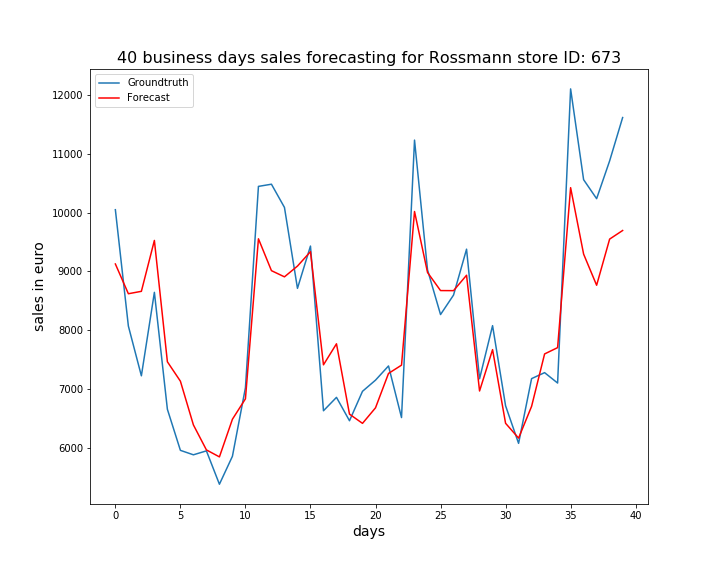 40 business days sales forecasting for Rossmann store ID: 673
Groundtruth
Forecast
12000
11000
10000
9000
8000
7000
6000
sales in euro
0 5 10 15 20 25 30 35 40
days